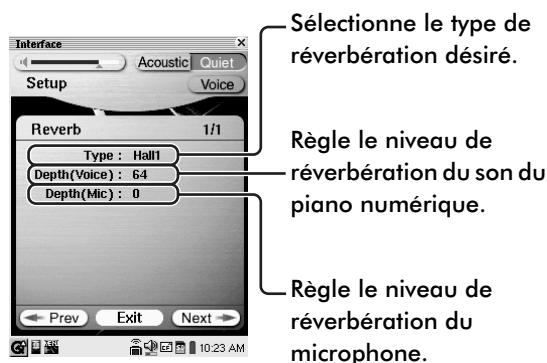 Interface ×
Acoustic Quiet
Setup Voice
Reverb 1/1
Type : Hall1
Depth(Voice) : 64
Depth(Mic) : 0
Prev Exit Next
10:23 AM
Sélectionne le type de
réverbération désiré.
Règle le niveau de
réverbération du son du
piano numérique.
Règle le niveau de
réverbération du
microphone.